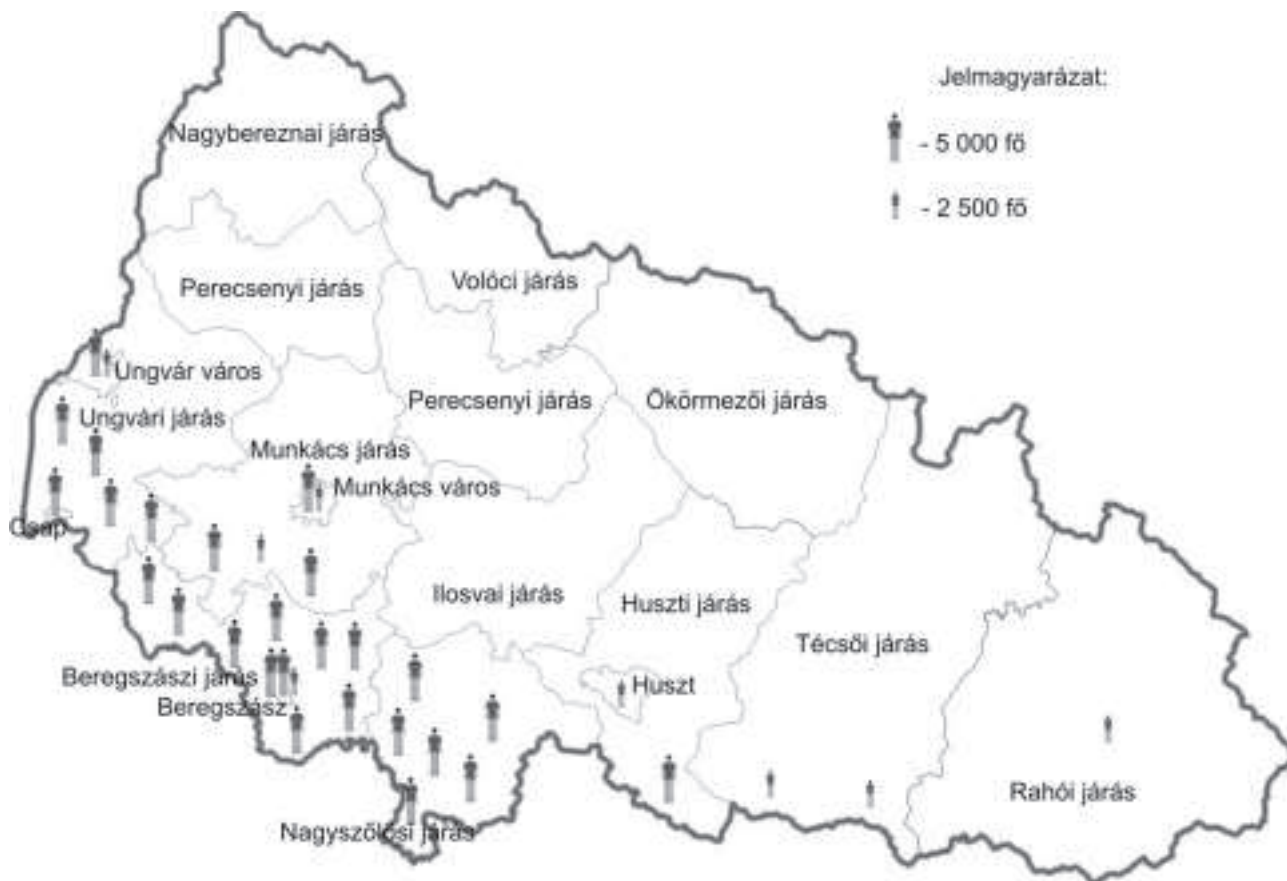 Jelmagyarázat:
- 5 000 fő
- 2 500 fő
Nagybereznai járás
Perecsenyi járás
Volóci járás
Ungvár város
Ungvári járás
Perecsenyi járás
Ökörmezői járás
Munkács járás
Munkács város
Csap
Ilosvai járás
Huszti járás
Técsői járás
Beregszászi járás
Beregszász
Huszt
Rahói járás
Nagyszőlősi járás